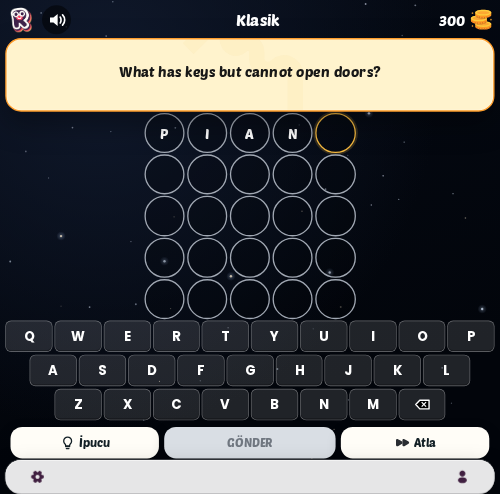 Klasik
300
What has keys but cannot open doors?
P I A N
Q W E R T Y U I O P
A S D F G H J K L
Z X C V B N M
İpucu GÖNDER Atla